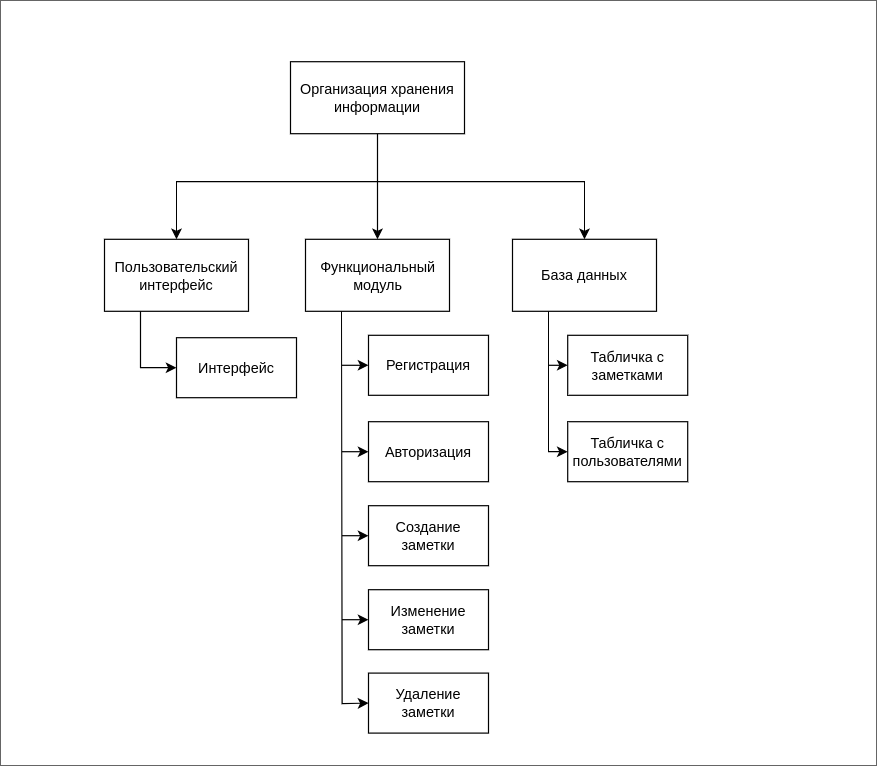 Организация хранения
информации
Пользовательский
интерфейс
Функциональный
модуль
База данных
Интерфейс
Регистрация
Авторизация
Создание
заметки
Изменение
заметки
Удаление
заметки
Табличка с
заметками
Табличка с
пользователями